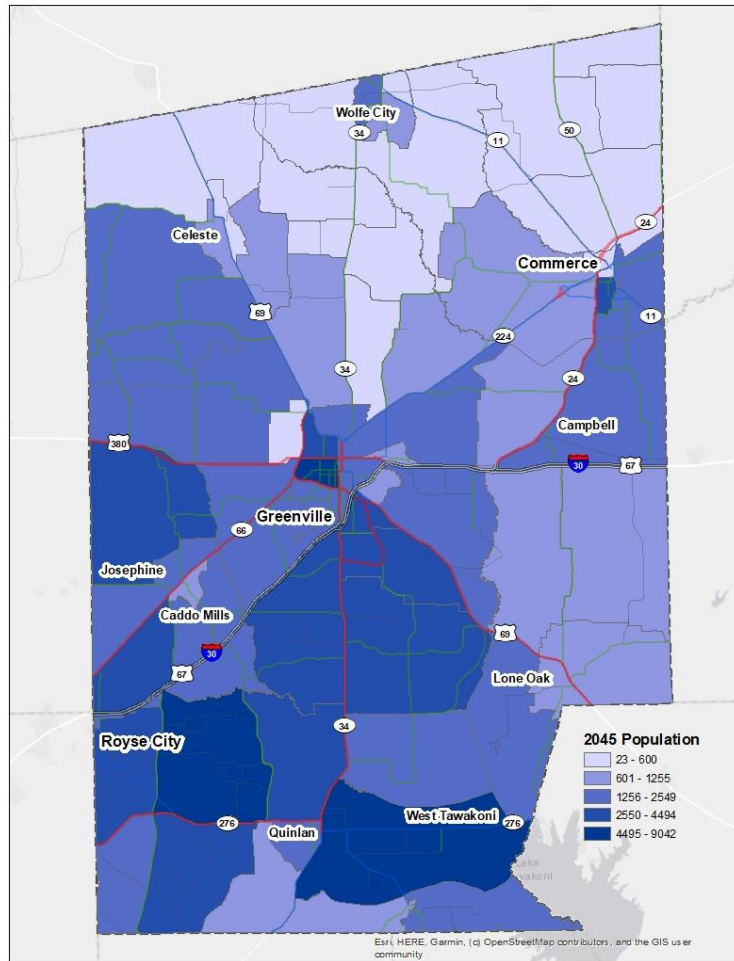 Wolfe City
34
50
11
24
Celeste
Commerce
69
11
224
34
24
Campbell
380
30
67
Greenville
66
Josephine
Caddo Mills
69
30
67
Lone Oak
34
Royse City
2045 Population
23 - 600
601 - 1255
1256 - 2549
2550 - 4494
4495 - 9042
West Tawakoni
276
276
Quinlan
Lake
Esri, HERE, Garmin, (c) OpenStreetMap contributors, and the GIS user
community